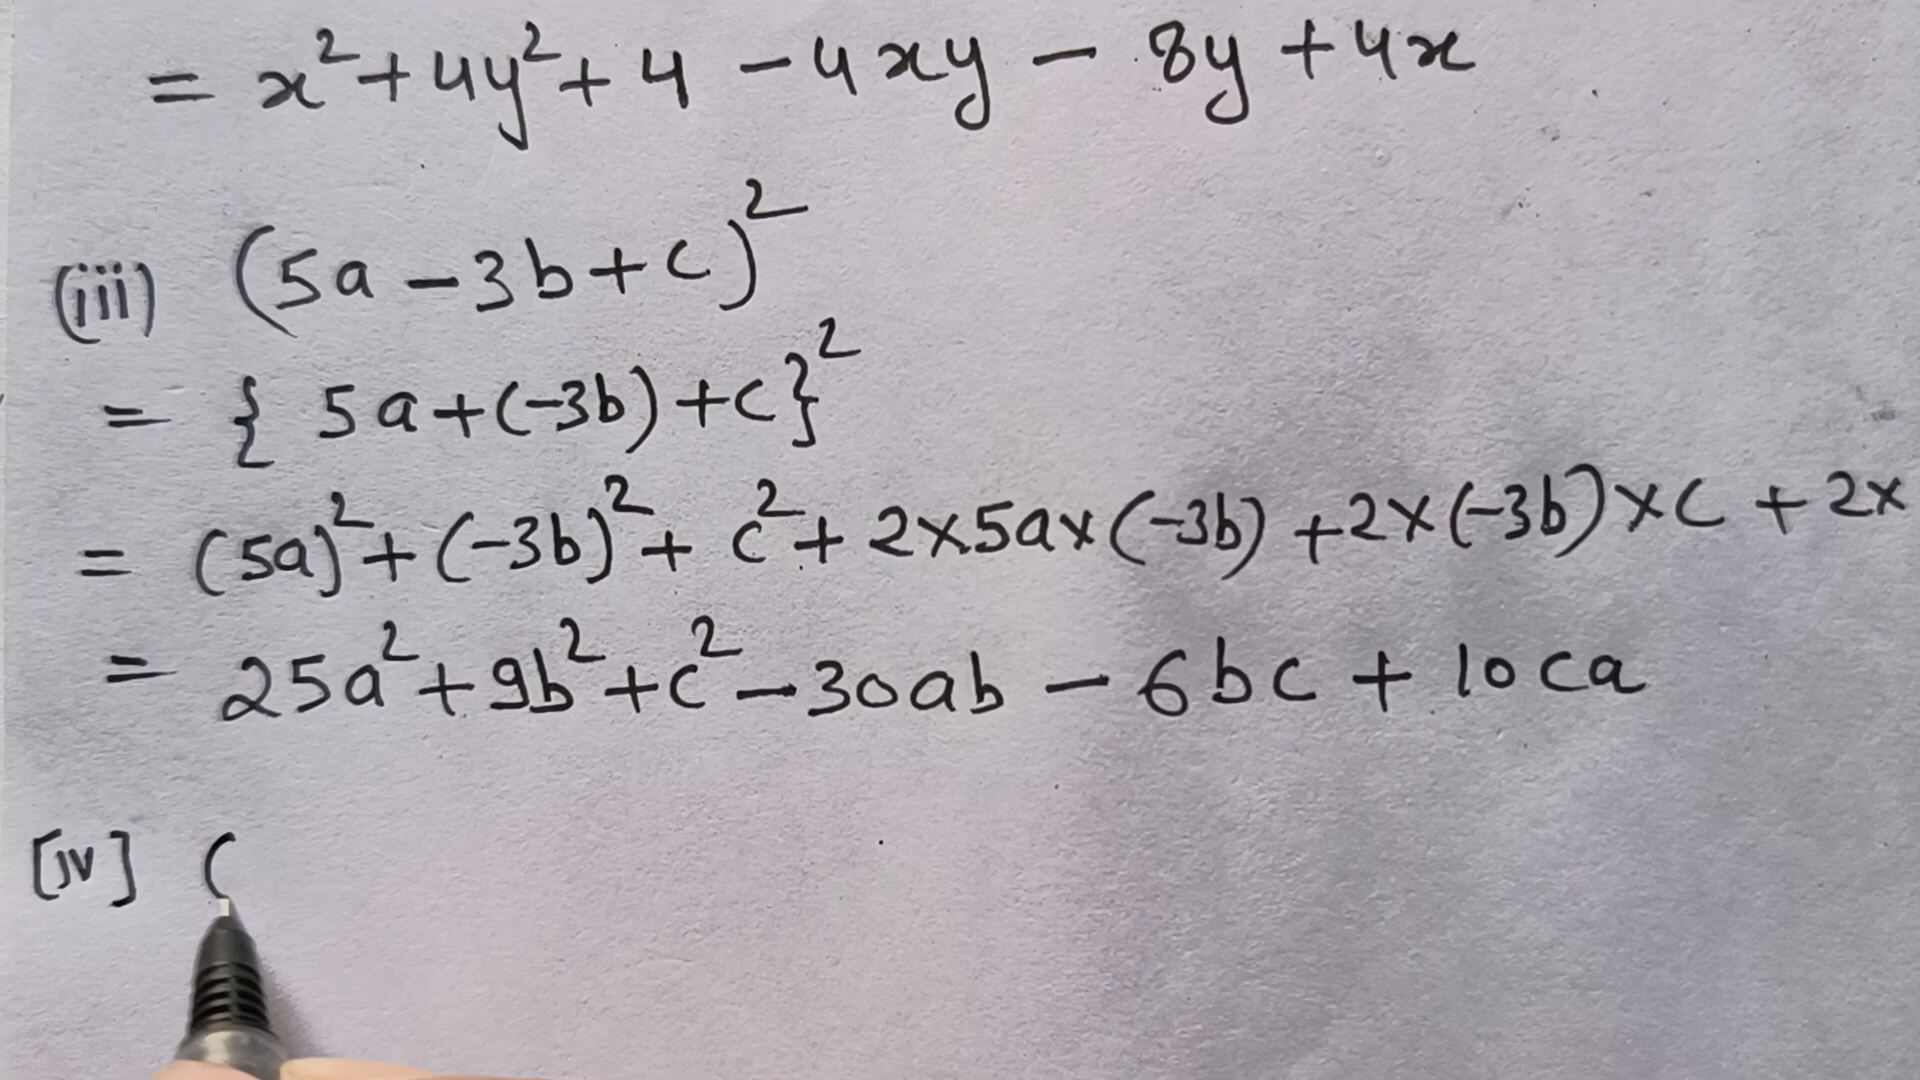 = x² + 4y² + 4 - 4xy - 8y + 4x
(iii) (5a - 3b + c)²
= { 5a + (-3b) + c }²
= (5a)² + (-3b)² + c² + 2×5a×(-3b) + 2×(-3b)×c + 2×
= 25a² + 9b² + c² - 30ab - 6bc + 10ca
[iv] (